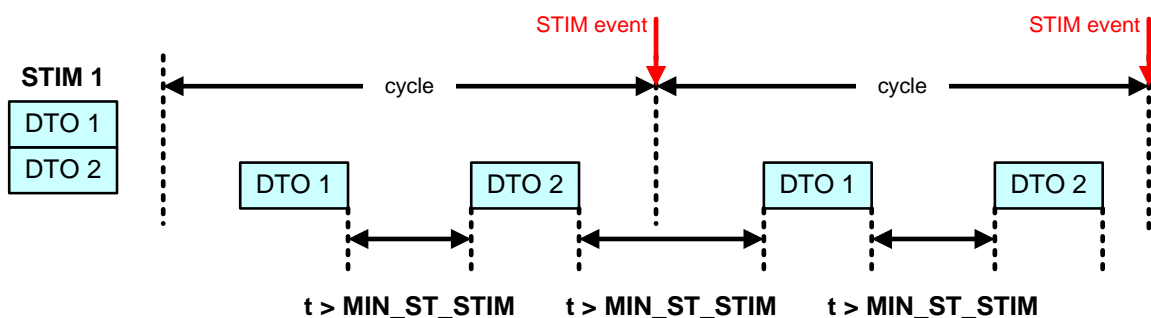 STIM event STIM event
STIM 1
cycle cycle
DTO 1
DTO 2
DTO 1 DTO 2 DTO 1 DTO 2
t > MIN_ST_STIM t > MIN_ST_STIM t > MIN_ST_STIM